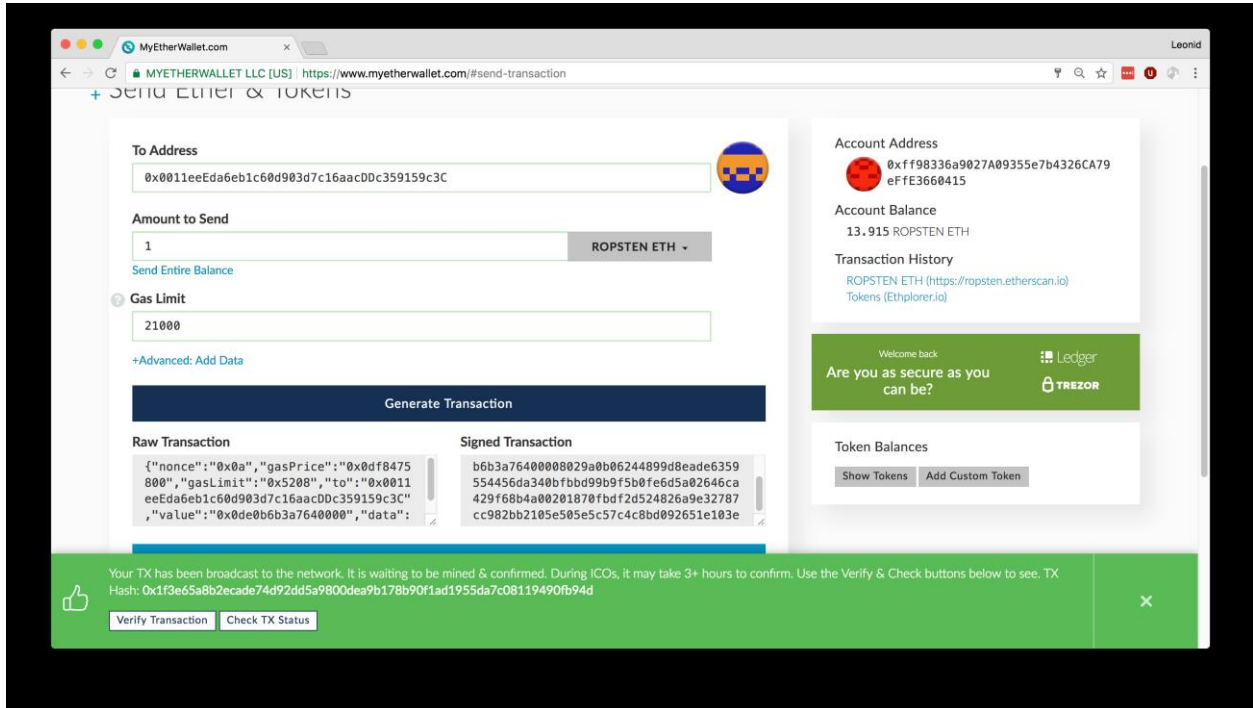 MyEtherWallet.com
Leonid
MYETHERWALLET LLC [US] https://www.myetherwallet.com/#send-transaction
+ Send Ether & Tokens
To Address
0x0011eeEda6eb1c60d903d7c16aacDDc359159c3C
Amount to Send
1
ROPSTEN ETH
Send Entire Balance
Gas Limit
21000
+Advanced: Add Data
Generate Transaction
Raw Transaction
{"nonce":"0x0a","gasPrice":"0x0df8475
800","gasLimit":"0x5208","to":"0x0011
eeEda6eb1c60d903d7c16aacDDc359159c3C"
,"value":"0x0de0b6b3a7640000","data":
Signed Transaction
b6b3a76400008029a0b06244899d8eade6359
554456da340bfbbd99b9f5b0fe6d5a02646ca
429f68b4a00201870fbdf2d524826a9e32787
cc982bb2105e505e5c57c4c8bd092651e103e
Account Address
0xff98336a9027A09355e7b4326CA79
eFfE3660415
Account Balance
13.915 ROPSTEN ETH
Transaction History
ROPSTEN ETH (https://ropsten.etherscan.io)
Tokens (Ethplorer.io)
Welcome back
Are you as secure as you
can be?
Ledger
TREZOR
Token Balances
Show Tokens
Add Custom Token
Your TX has been broadcast to the network. It is waiting to be mined & confirmed. During ICOs, it may take 3+ hours to confirm. Use the Verify & Check buttons below to see. TX
Hash: 0x1f3e65a8b2ecade74d92dd5a9800dea9b178b90f1ad1955da7c08119490fb94d
Verify Transaction
Check TX Status